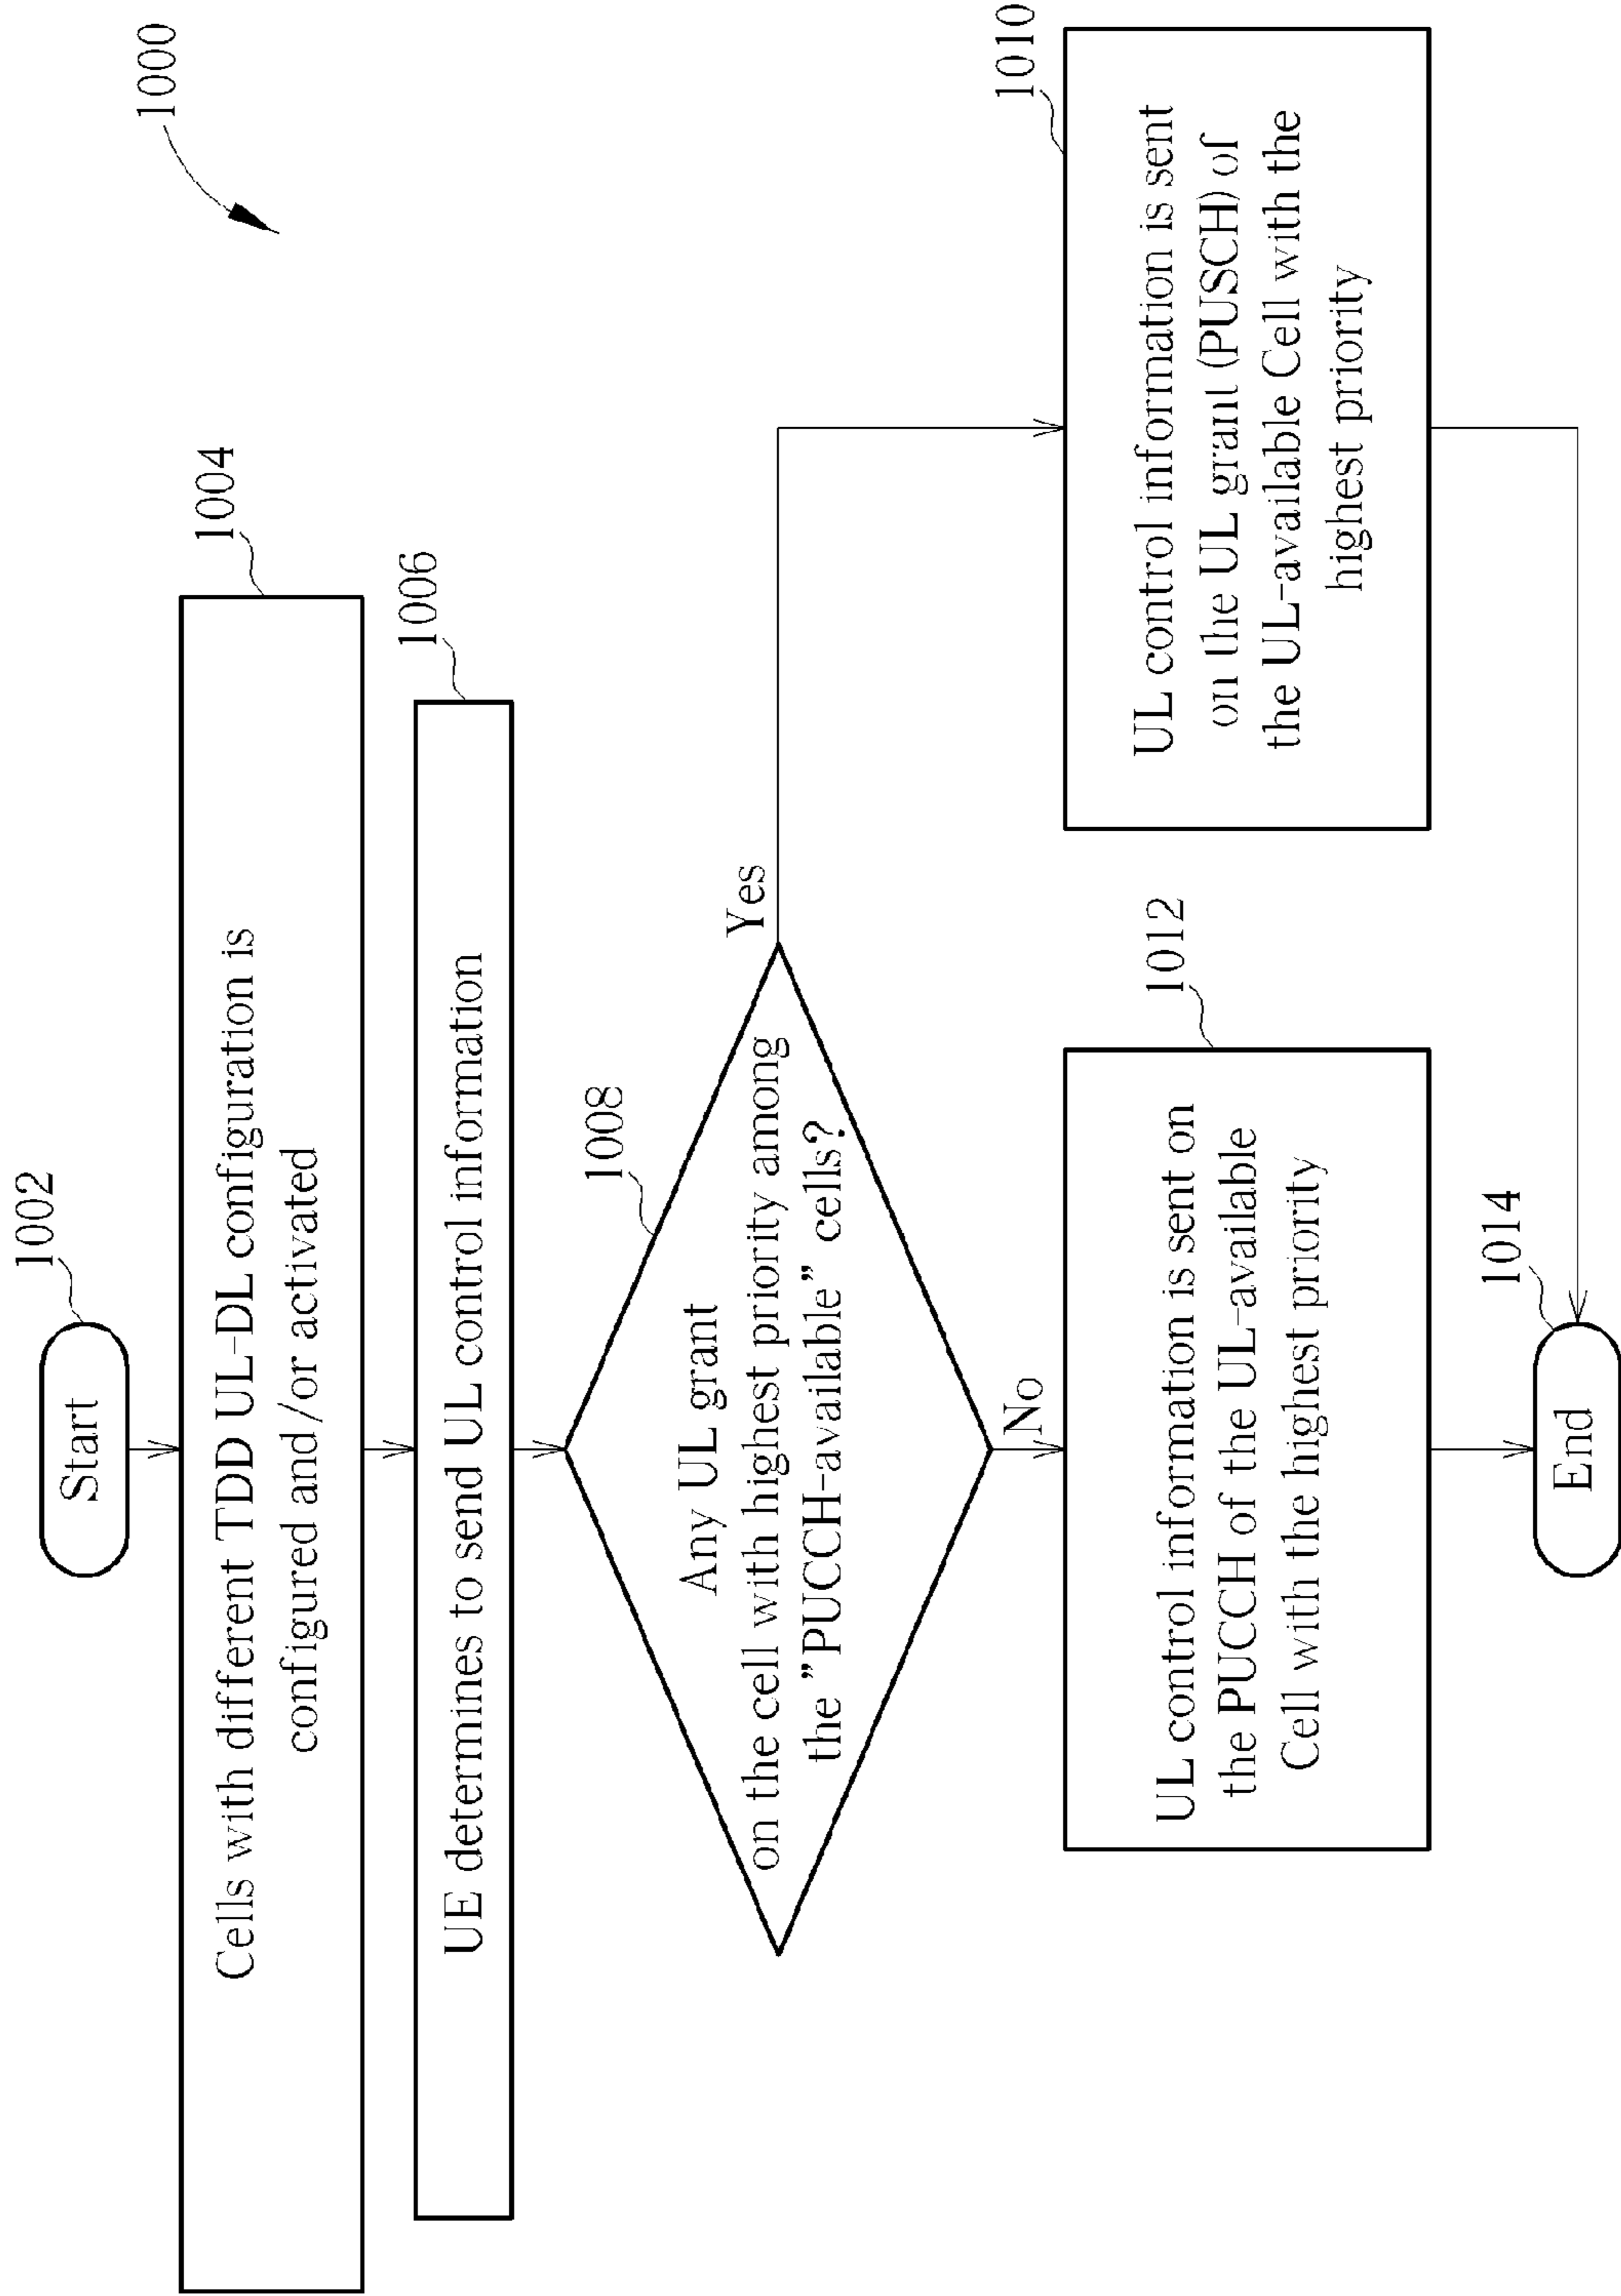 1000
Start
1002
Cells with different TDD UL-DL configuration is
configured and/or activated
1004
UE determines to send UL control information
1006
Any UL grant
on the cell with highest priority among
the "PUCCH-available" cells?
1008
Yes
No
UL control information is sent
on the UL grant (PUSCH) of
the UL-available Cell with the
highest priority
1010
UL control information is sent on
the PUCCH of the UL-available
Cell with the highest priority
1012
End
1014